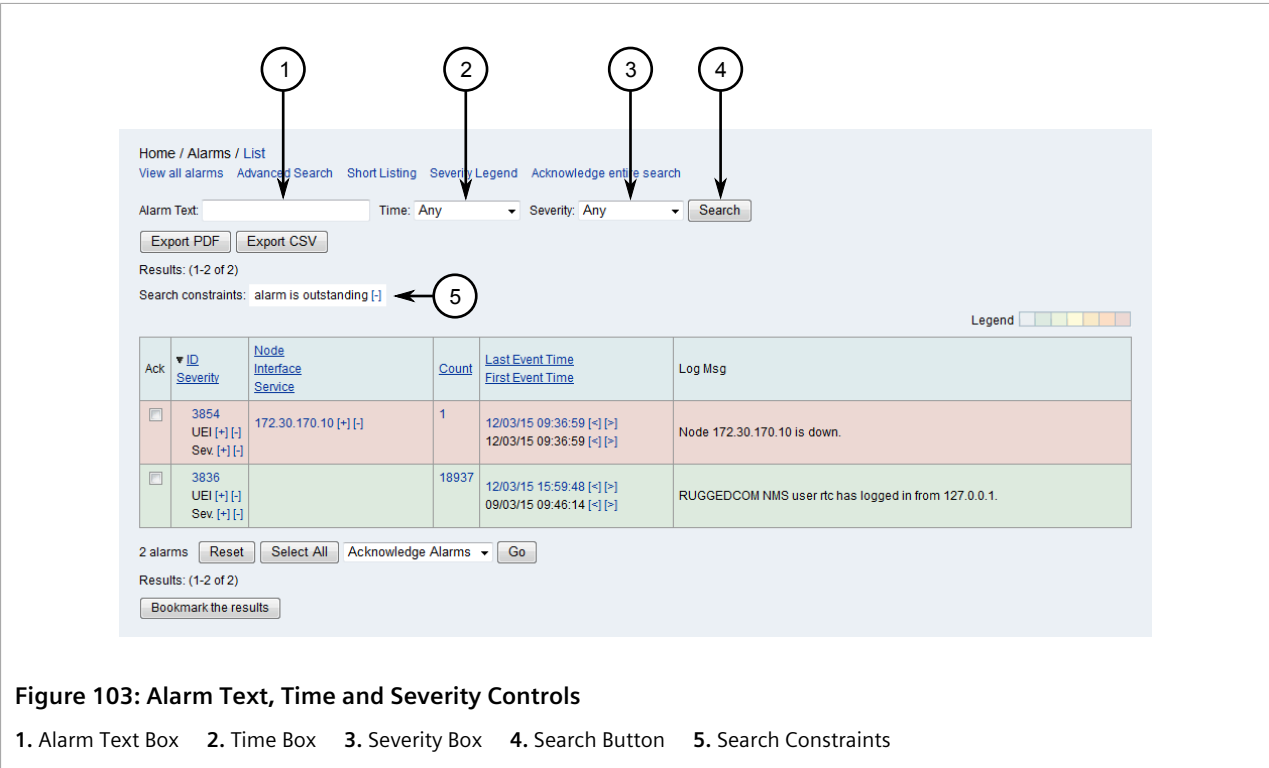 1 2 3 4
Home / Alarms / List
View all alarms Advanced Search Short Listing Severity Legend Acknowledge entire search
Alarm Text: Time: Any Severity: Any Search
Export PDF Export CSV
Results: (1-2 of 2)
Search constraints: alarm is outstanding [-] 5
Legend
Ack ▼ ID Severity Node Interface Service Count Last Event Time First Event Time Log Msg
3854
UEI [+] [-]
Sev. [+] [-]
172.30.170.10 [+] [-]
1
12/03/15 09:36:59 [<] [>]
12/03/15 09:36:59 [<] [>]
Node 172.30.170.10 is down.
3836
UEI [+] [-]
Sev. [+] [-]
18937
12/03/15 15:59:48 [<] [>]
09/03/15 09:46:14 [<] [>]
RUGGEDCOM NMS user rtc has logged in from 127.0.0.1.
2 alarms Reset Select All Acknowledge Alarms Go
Results: (1-2 of 2)
Bookmark the results
Figure 103: Alarm Text, Time and Severity Controls
1. Alarm Text Box 2. Time Box 3. Severity Box 4. Search Button 5. Search Constraints